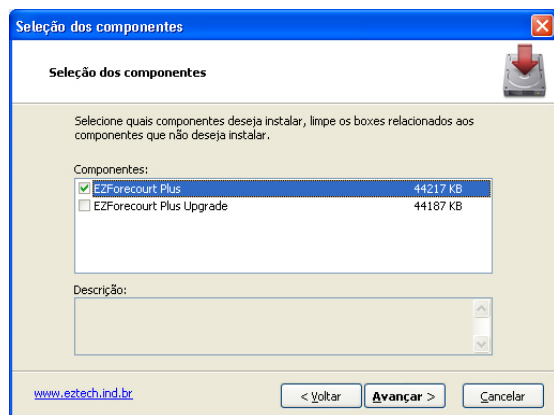 Seleção dos componentes
Seleção dos componentes
Selecione quais componentes deseja instalar, limpe os boxes relacionados aos
componentes que não deseja instalar.
Componentes:
EZForecourt Plus 44217 KB
EZForecourt Plus Upgrade 44187 KB
Descrição:
www.eztech.ind.br < Voltar Avançar > Cancelar